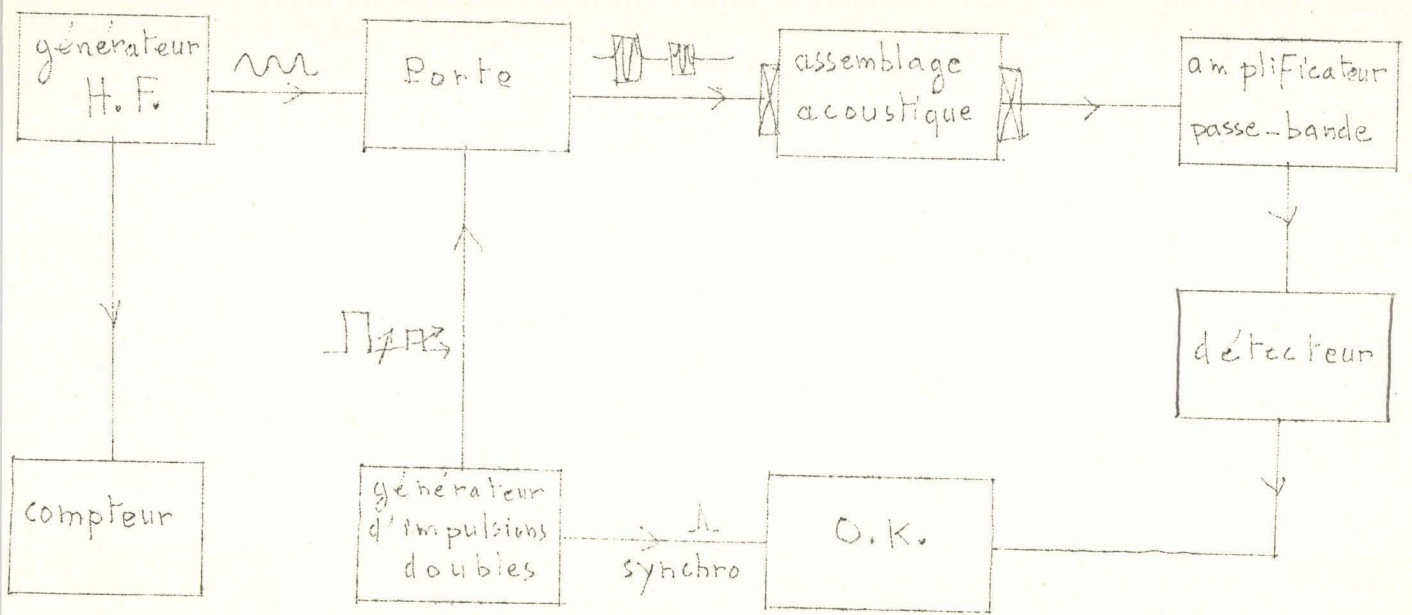 générateur
H.F.
Porte
assemblage
acoustique
amplificateur
passe-bande
détecteur
compteur
générateur
d'impulsions
doubles
synchro
O.K.